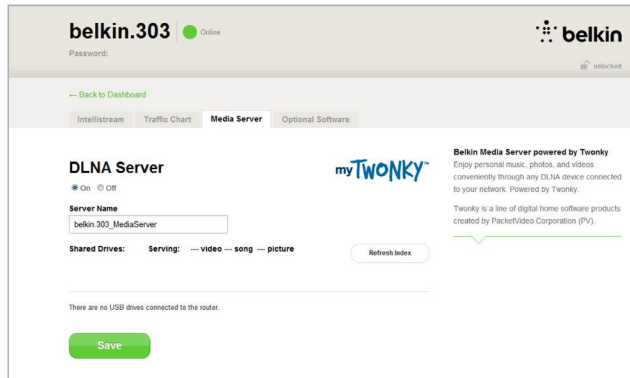 belkin.303
Online
belkin
Password:
unlocked
← Back to Dashboard
Intellistream
Traffic Chart
Media Server
Optional Software
DLNA Server
my TWONKY™
On Off
Server Name
belkin.303_MediaServer
Shared Drives: Serving: --- video --- song --- picture
Refresh Index
There are no USB drives connected to the router.
Save
Belkin Media Server powered by Twonky
Enjoy personal music, photos, and videos
conveniently through any DLNA device connected
to your network. Powered by Twonky.
Twonky is a line of digital home software products
created by PacketVideo Corporation (PV).